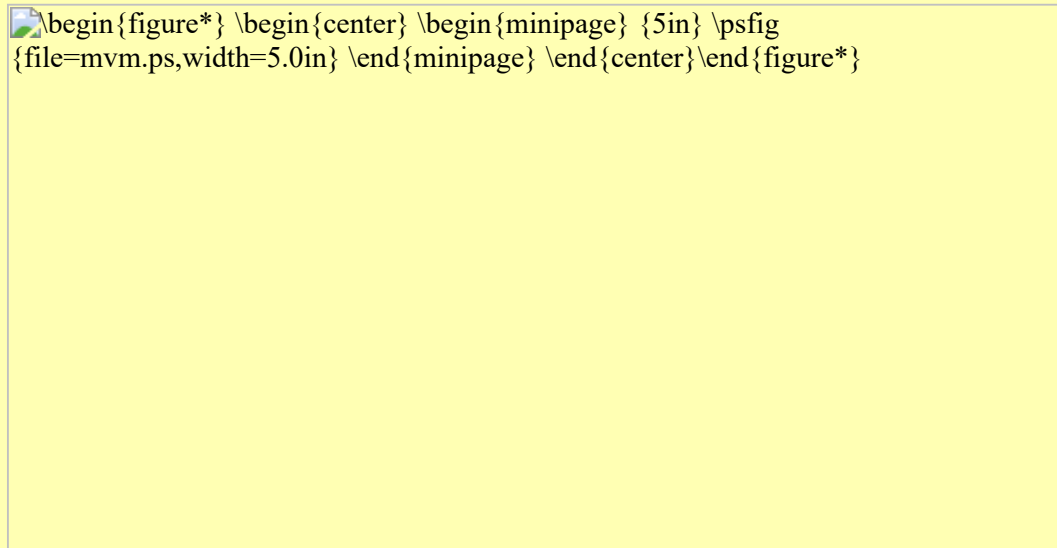 \begin{figure*} \begin{center} \begin{minipage} {5in} \psfig
{file=mvm.ps,width=5.0in} \end{minipage} \end{center}\end{figure*}